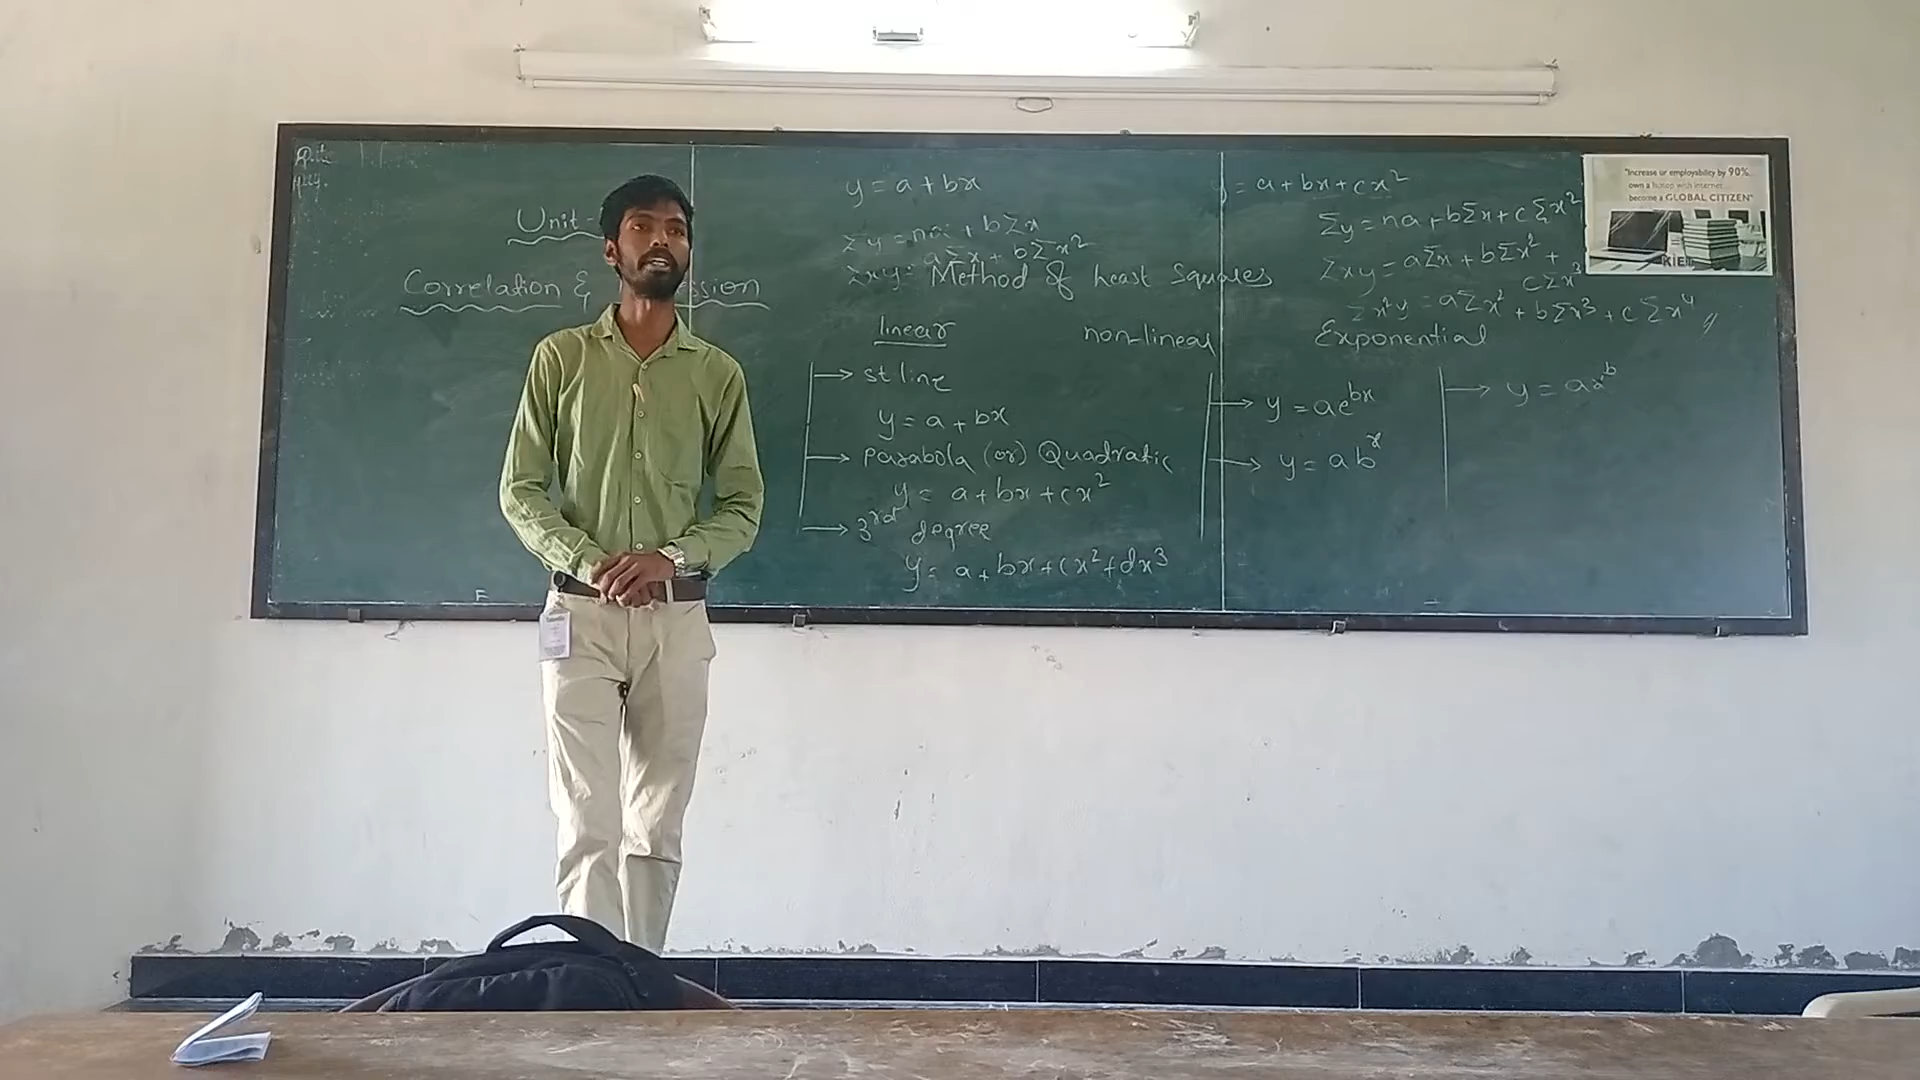 Unit-
Correlation &
ssion
y = a + bx
Σy = na + bΣx
Σxy = aΣx + bΣx²
Method of Least Squares
linear
→ st line
y = a + bx
→ Parabola (or) Quadratic
y = a + bx + cx²
→ 3rd degree
y = a + bx + cx² + dx³
non-linear
→ y = ae^bx
→ y = ab^x
y = a + bx + cx²
Σy = na + bΣx + cΣx²
Σxy = aΣx + bΣx² +
cΣx³
Σx²y = aΣx² + bΣx³ + cΣx⁴ //
Exponential
→ y = ax^b
"Increase ur employability by 90%
own a laptop with internet...
become a GLOBAL CITIZEN"
KIET